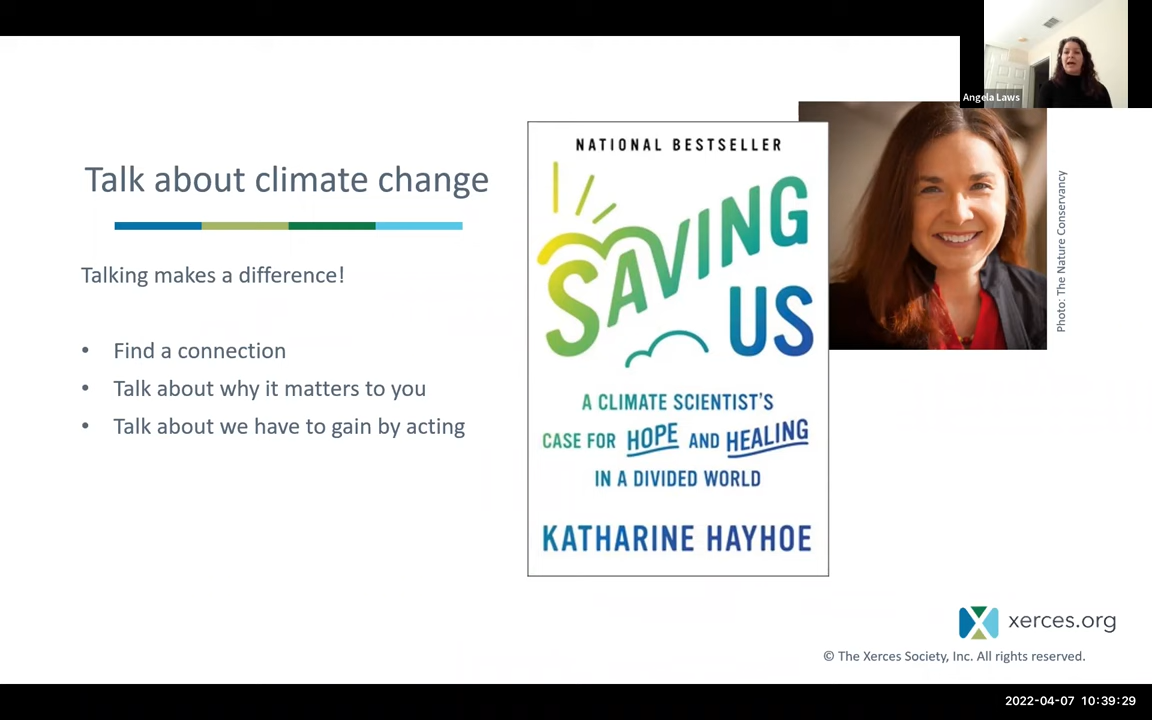 Angela Laws
Talk about climate change
Talking makes a difference!
• Find a connection
• Talk about why it matters to you
• Talk about we have to gain by acting
NATIONAL BESTSELLER
SAVING
US
A CLIMATE SCIENTIST'S
CASE FOR HOPE AND HEALING
IN A DIVIDED WORLD
KATHARINE HAYHOE
Photo: The Nature Conservancy
xerces.org
© The Xerces Society, Inc. All rights reserved.
2022-04-07 10:39:29